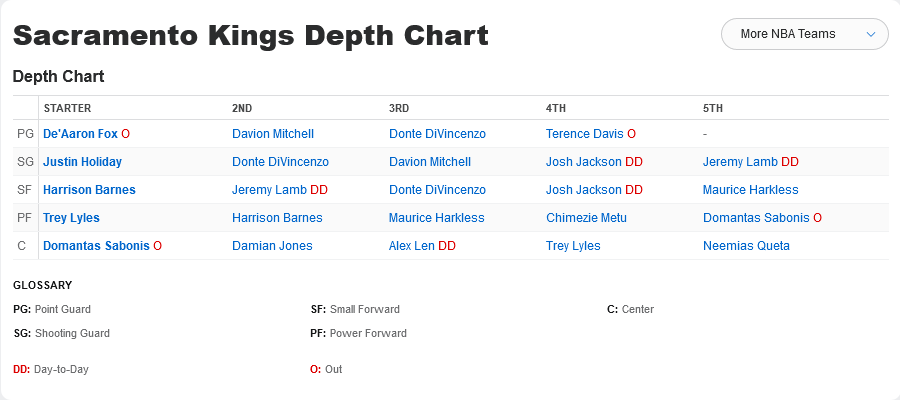 Sacramento Kings Depth Chart
More NBA Teams
Depth Chart
STARTER 2ND 3RD 4TH 5TH
PG De'Aaron Fox O Davion Mitchell Donte DiVincenzo Terence Davis O -
SG Justin Holiday Donte DiVincenzo Davion Mitchell Josh Jackson DD Jeremy Lamb DD
SF Harrison Barnes Jeremy Lamb DD Donte DiVincenzo Josh Jackson DD Maurice Harkless
PF Trey Lyles Harrison Barnes Maurice Harkless Chimezie Metu Domantas Sabonis O
C Domantas Sabonis O Damian Jones Alex Len DD Trey Lyles Neemias Queta
GLOSSARY
PG: Point Guard SF: Small Forward C: Center
SG: Shooting Guard PF: Power Forward
DD: Day-to-Day O: Out